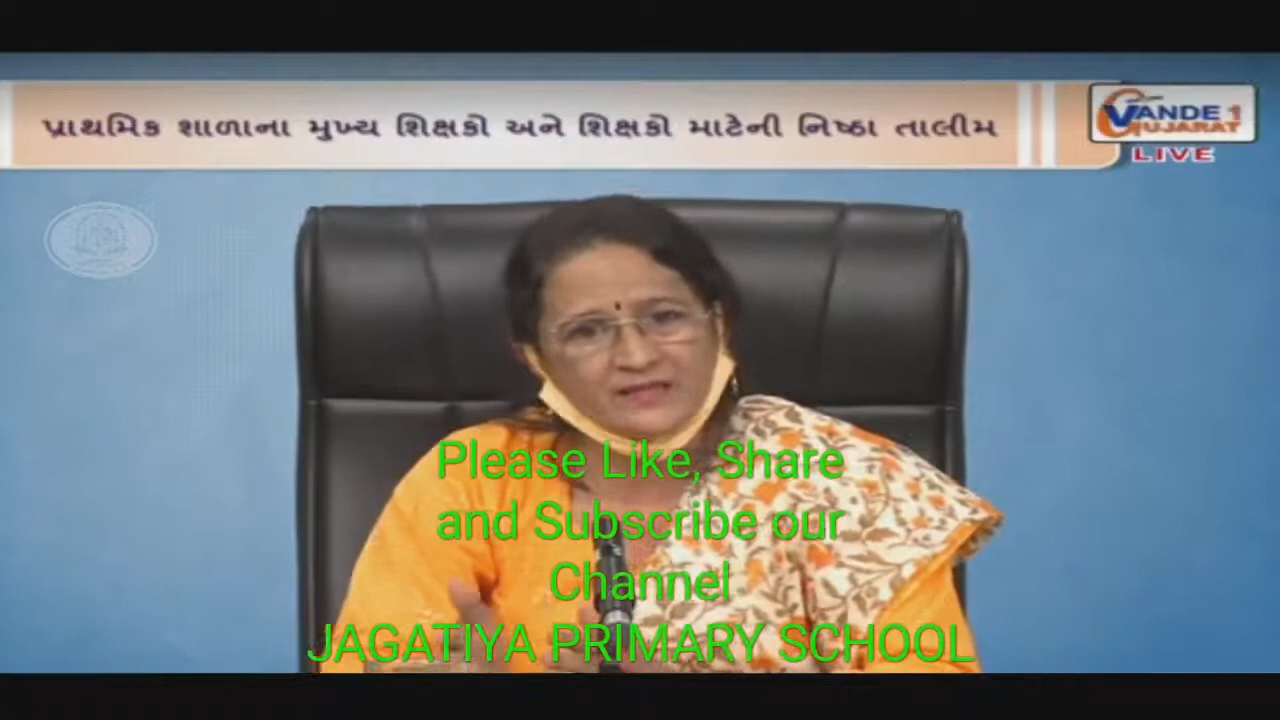 પ્રાથમિક શાળાના મુખ્ય શિક્ષકો અને શિક્ષકો માટેની નિષ્ઠા તાલીમ
VANDE 1
GUJARAT
LIVE
Please Like, Share
and Subscribe our
Channel
JAGATIYA PRIMARY SCHOOL